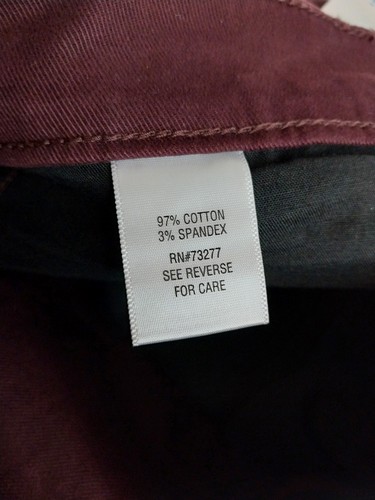 97% COTTON
3% SPANDEX
RN#73277
SEE REVERSE
FOR CARE